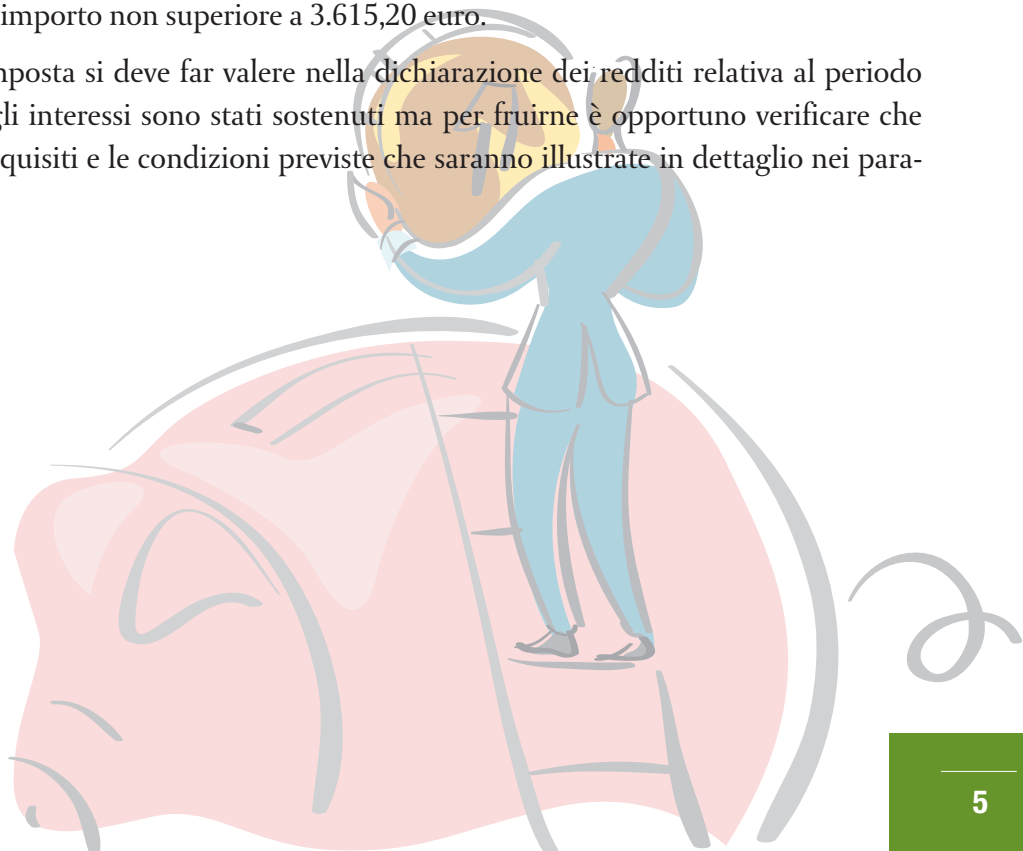 importo non superiore a 3.615,20 euro.
mposta si deve far valere nella dichiarazione dei redditi relativa al periodo
gli interessi sono stati sostenuti ma per fruirne è opportuno verificare che
quisiti e le condizioni previste che saranno illustrate in dettaglio nei para-
5